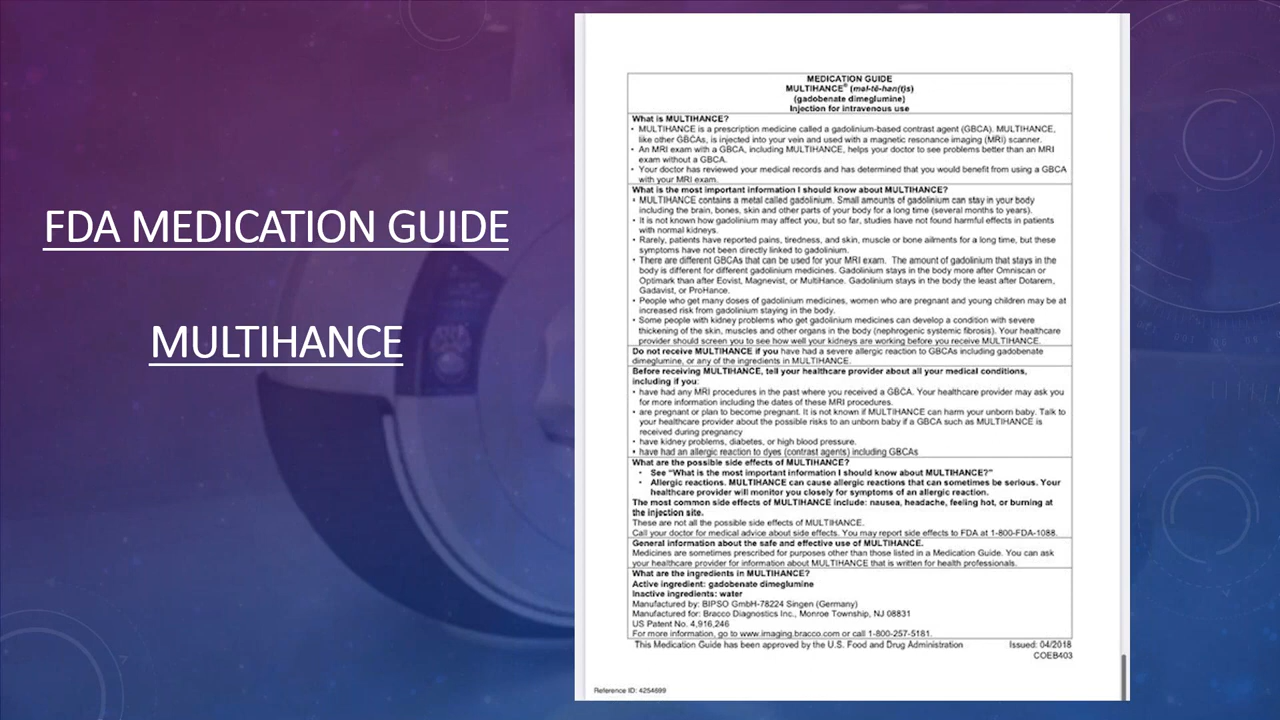 FDA MEDICATION GUIDE
MULTIHANCE
MEDICATION GUIDE
MULTIHANCE® (məl-tē-han(t)s)
(gadobenate dimeglumine)
Injection for intravenous use
What is MULTIHANCE?
• MULTIHANCE is a prescription medicine called a gadolinium-based contrast agent (GBCA). MULTIHANCE,
like other GBCAs, is injected into your vein and used with a magnetic resonance imaging (MRI) scanner.
• An MRI exam with a GBCA, including MULTIHANCE, helps your doctor to see problems better than an MRI
exam without a GBCA.
• Your doctor has reviewed your medical records and has determined that you would benefit from using a GBCA
with your MRI exam.
What is the most important information I should know about MULTIHANCE?
• MULTIHANCE contains a metal called gadolinium. Small amounts of gadolinium can stay in your body
including the brain, bones, skin and other parts of your body for a long time (several months to years).
• It is not known how gadolinium may affect you, but so far, studies have not found harmful effects in patients
with normal kidneys.
• Rarely, patients have reported pains, tiredness, and skin, muscle or bone ailments for a long time, but these
symptoms have not been directly linked to gadolinium.
• There are different GBCAs that can be used for your MRI exam. The amount of gadolinium that stays in the
body is different for different gadolinium medicines. Gadolinium stays in the body more after Omniscan or
Optimark than after Eovist, Magnevist, or MultiHance. Gadolinium stays in the body the least after Dotarem,
Gadavist, or ProHance.
• People who get many doses of gadolinium medicines, women who are pregnant and young children may be at
increased risk from gadolinium staying in the body.
• Some people with kidney problems who get gadolinium medicines can develop a condition with severe
thickening of the skin, muscles and other organs in the body (nephrogenic systemic fibrosis). Your healthcare
provider should screen you to see how well your kidneys are working before you receive MULTIHANCE.
Do not receive MULTIHANCE if you have had a severe allergic reaction to GBCAs including gadobenate
dimeglumine, or any of the ingredients in MULTIHANCE.
Before receiving MULTIHANCE, tell your healthcare provider about all your medical conditions,
including if you:
• have had any MRI procedures in the past where you received a GBCA. Your healthcare provider may ask you
for more information including the dates of these MRI procedures.
• are pregnant or plan to become pregnant. It is not known if MULTIHANCE can harm your unborn baby. Talk to
your healthcare provider about the possible risks to an unborn baby if a GBCA such as MULTIHANCE is
received during pregnancy
• have kidney problems, diabetes, or high blood pressure.
• have had an allergic reaction to dyes (contrast agents) including GBCAs
What are the possible side effects of MULTIHANCE?
• See “What is the most important information I should know about MULTIHANCE?”
• Allergic reactions. MULTIHANCE can cause allergic reactions that can sometimes be serious. Your
healthcare provider will monitor you closely for symptoms of an allergic reaction.
The most common side effects of MULTIHANCE include: nausea, headache, feeling hot, or burning at
the injection site.
These are not all the possible side effects of MULTIHANCE.
Call your doctor for medical advice about side effects. You may report side effects to FDA at 1-800-FDA-1088.
General information about the safe and effective use of MULTIHANCE.
Medicines are sometimes prescribed for purposes other than those listed in a Medication Guide. You can ask
your healthcare provider for information about MULTIHANCE that is written for health professionals.
What are the ingredients in MULTIHANCE?
Active ingredient: gadobenate dimeglumine
Inactive ingredients: water
Manufactured by: BIPSO GmbH-78224 Singen (Germany)
Manufactured for: Bracco Diagnostics Inc., Monroe Township, NJ 08831
US Patent No. 4,916,246
For more information, go to www.imaging.bracco.com or call 1-800-257-5181.
This Medication Guide has been approved by the U.S. Food and Drug Administration Issued: 04/2018
COEB403
Reference ID: 4254699